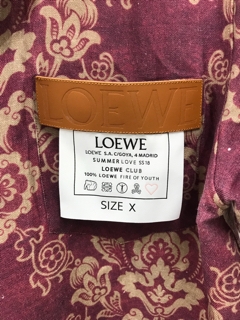 LOEWE
LOEWE
LOEWE S.A. C/GOYA, 4 MADRID
SUMMER LOVE SS18
LOEWE CLUB
100% LOEWE FIRE OF YOUTH
SIZE X